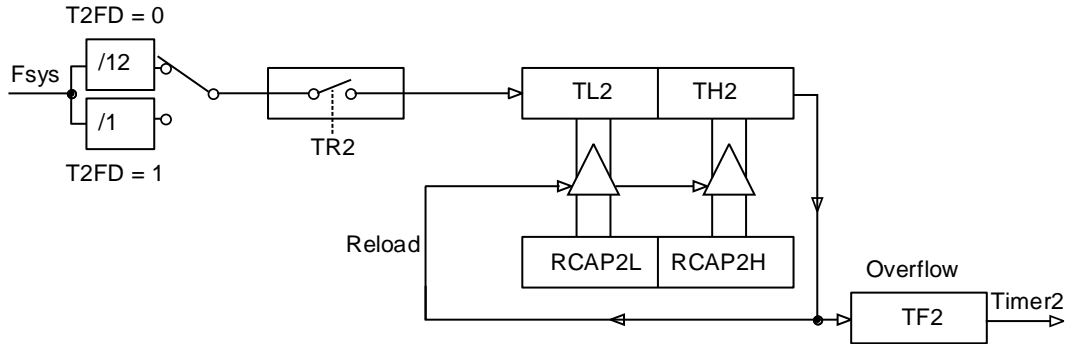 T2FD = 0
Fsys
/12
/1
T2FD = 1
TR2
TL2
TH2
Reload
RCAP2L
RCAP2H
Overflow
TF2
Timer2